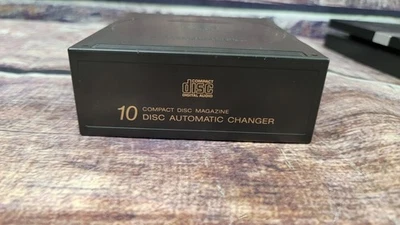 COMPACT
disc
DIGITAL AUDIO
10 COMPACT DISC MAGAZINE
DISC AUTOMATIC CHANGER